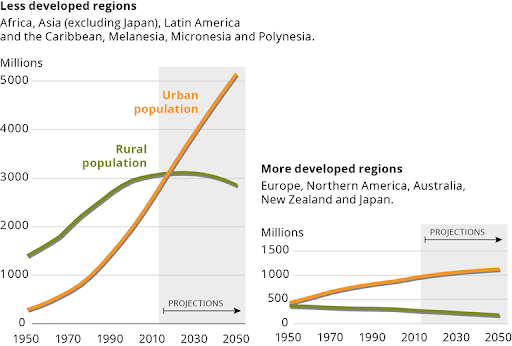 Less developed regions
Africa, Asia (excluding Japan), Latin America
and the Caribbean, Melanesia, Micronesia and Polynesia.
Millions
5000
4000
3000
2000
1000
0
Urban
population
Rural
population
PROJECTIONS
1950 1970 1990 2010 2030 2050
More developed regions
Europe, Northern America, Australia,
New Zealand and Japan.
Millions
1500
1000
500
0
PROJECTIONS
1950 1970 1990 2010 2030 2050